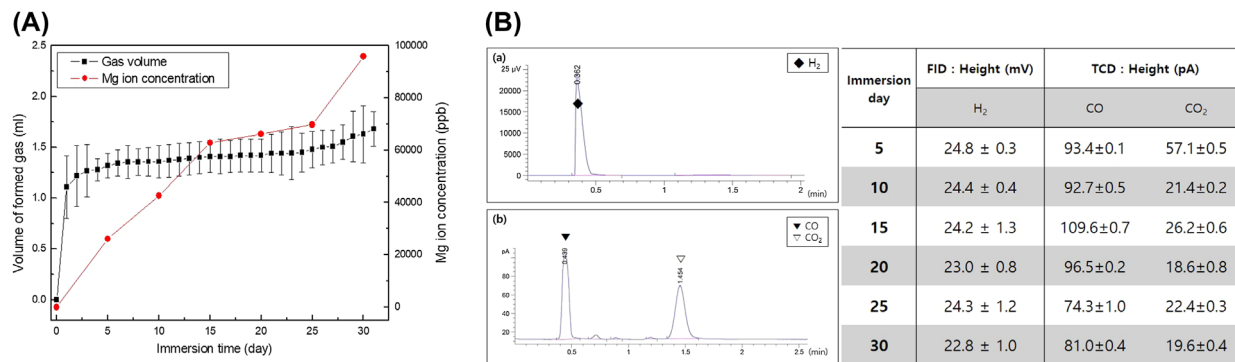 (A)
Gas volume
Mg ion concentration
Volume of formed gas (ml)
2.5
2.0
1.5
1.0
0.5
0.0
100000
80000
60000
40000
20000
0
Mg ion concentration (ppb)
0 5 10 15 20 25 30
Immersion time (day)
(B)
(a)
H2
25 µV
20000
15000
10000
5000
0
0.362
0.5 1 1.5 2 (min)
(b)
CO
CO2
pA
80
60
40
20
0.489
1.454
0.5 1.0 1.5 2.0 2.5 (min)
Immersion day FID : Height (mV) TCD : Height (pA)
H2 CO CO2
5 24.8 ± 0.3 93.4±0.1 57.1±0.5
10 24.4 ± 0.4 92.7±0.5 21.4±0.2
15 24.2 ± 1.3 109.6±0.7 26.2±0.6
20 23.0 ± 0.8 96.5±0.2 18.6±0.8
25 24.3 ± 1.2 74.3±1.0 22.4±0.3
30 22.8 ± 1.0 81.0±0.4 19.6±0.4